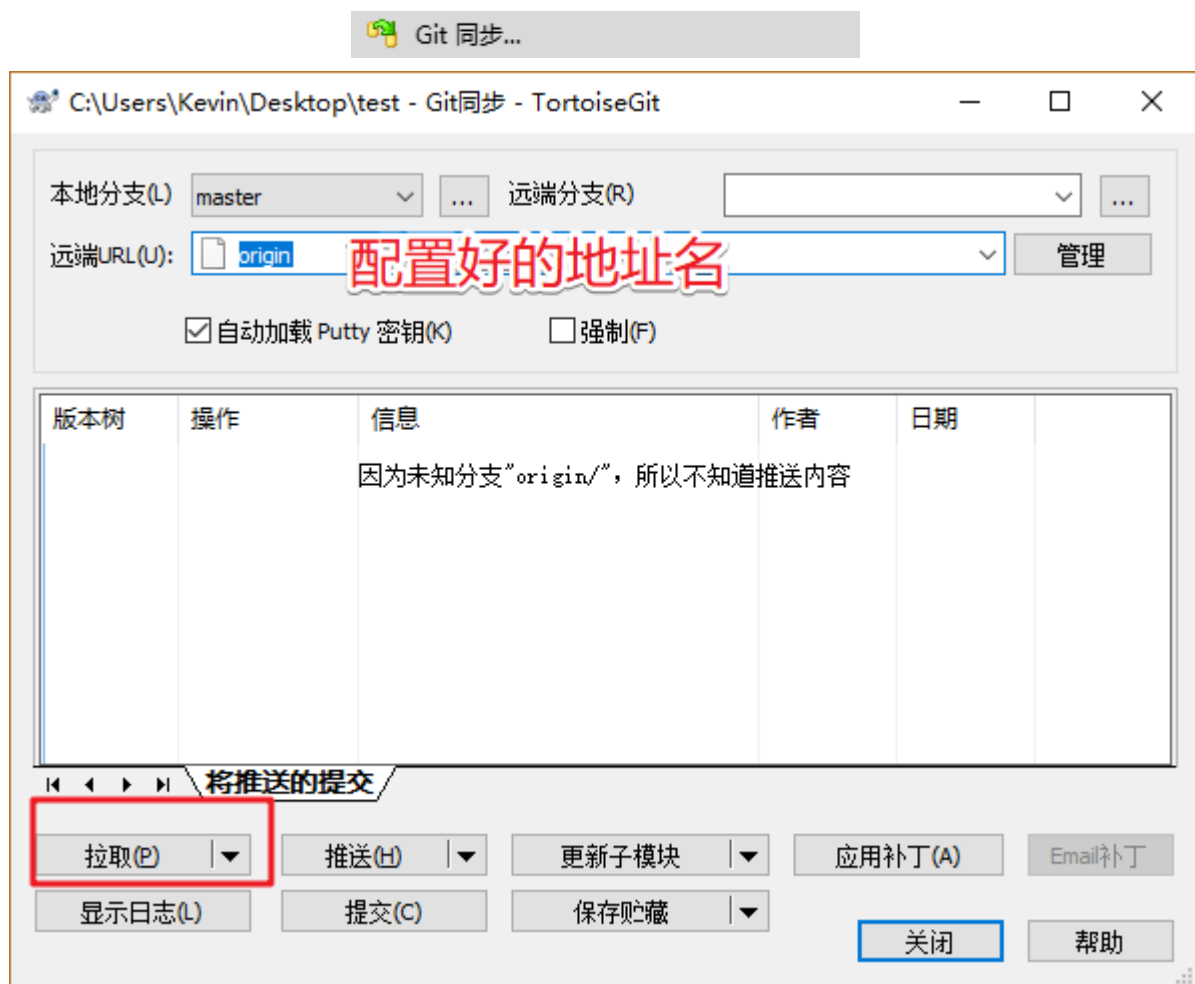 Git 同步...
C:\Users\Kevin\Desktop\test - Git同步 - TortoiseGit
本地分支(L) master ... 远端分支(R) ...
远端URL(U): origin 配置好的地址名 管理
自动加载 Putty 密钥(K) 强制(F)
版本树 操作 信息 作者 日期
因为未知分支"origin/"，所以不知道推送内容
将推送的提交
拉取(P) 推送(H) 更新子模块 应用补丁(A) Email补丁
显示日志(L) 提交(C) 保存贮藏
关闭 帮助